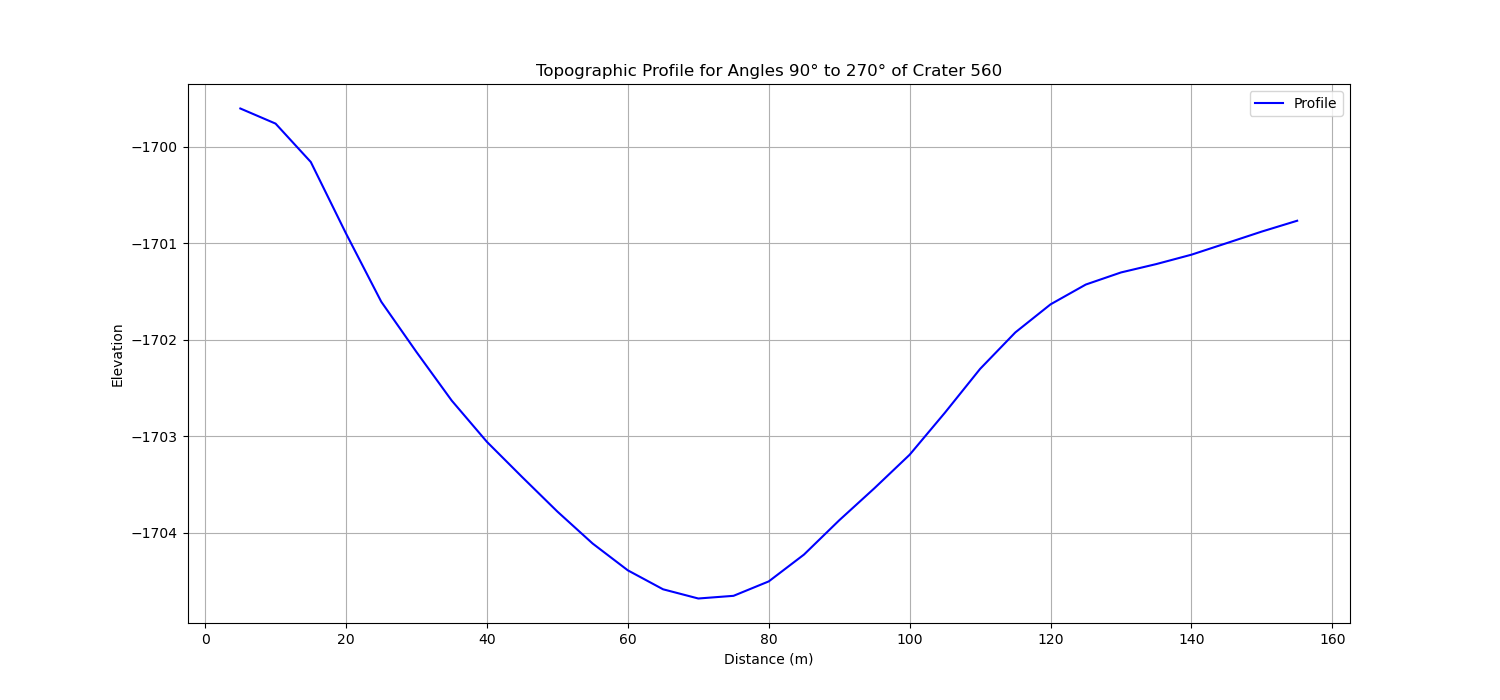 Topographic Profile for Angles 90° to 270° of Crater 560
Profile
−1700
−1701
−1702
−1703
−1704
Elevation
0 20 40 60 80 100 120 140 160
Distance (m)